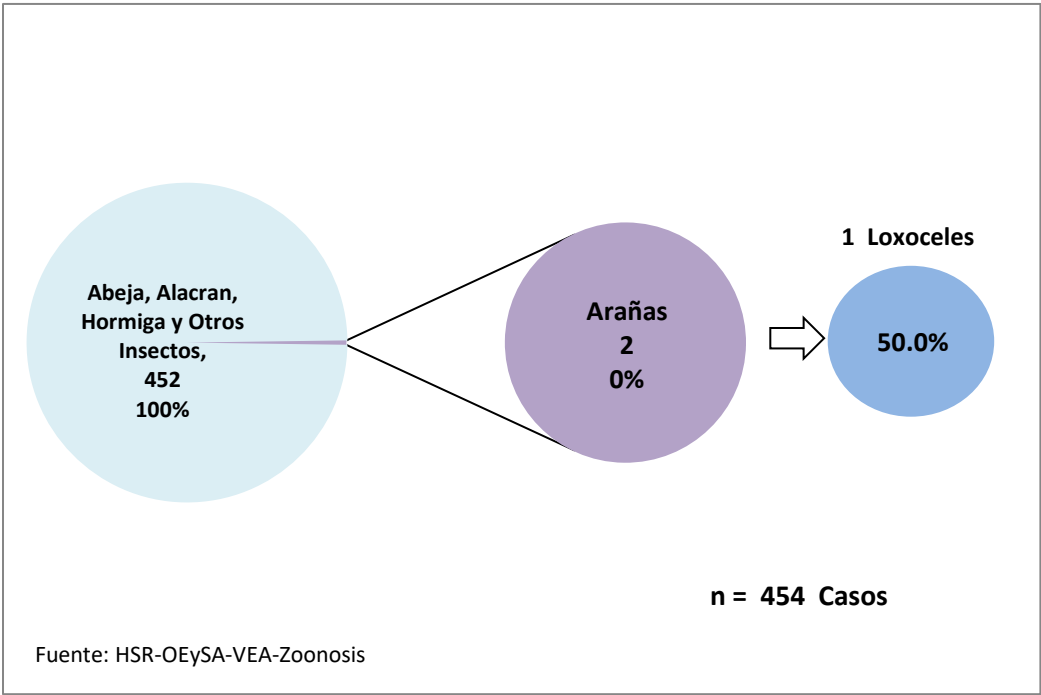 Abeja, Alacran,
Hormiga y Otros
Insectos,
452
100%
Arañas
2
0%
1 Loxoceles
50.0%
n = 454 Casos
Fuente: HSR-OEySA-VEA-Zoonosis